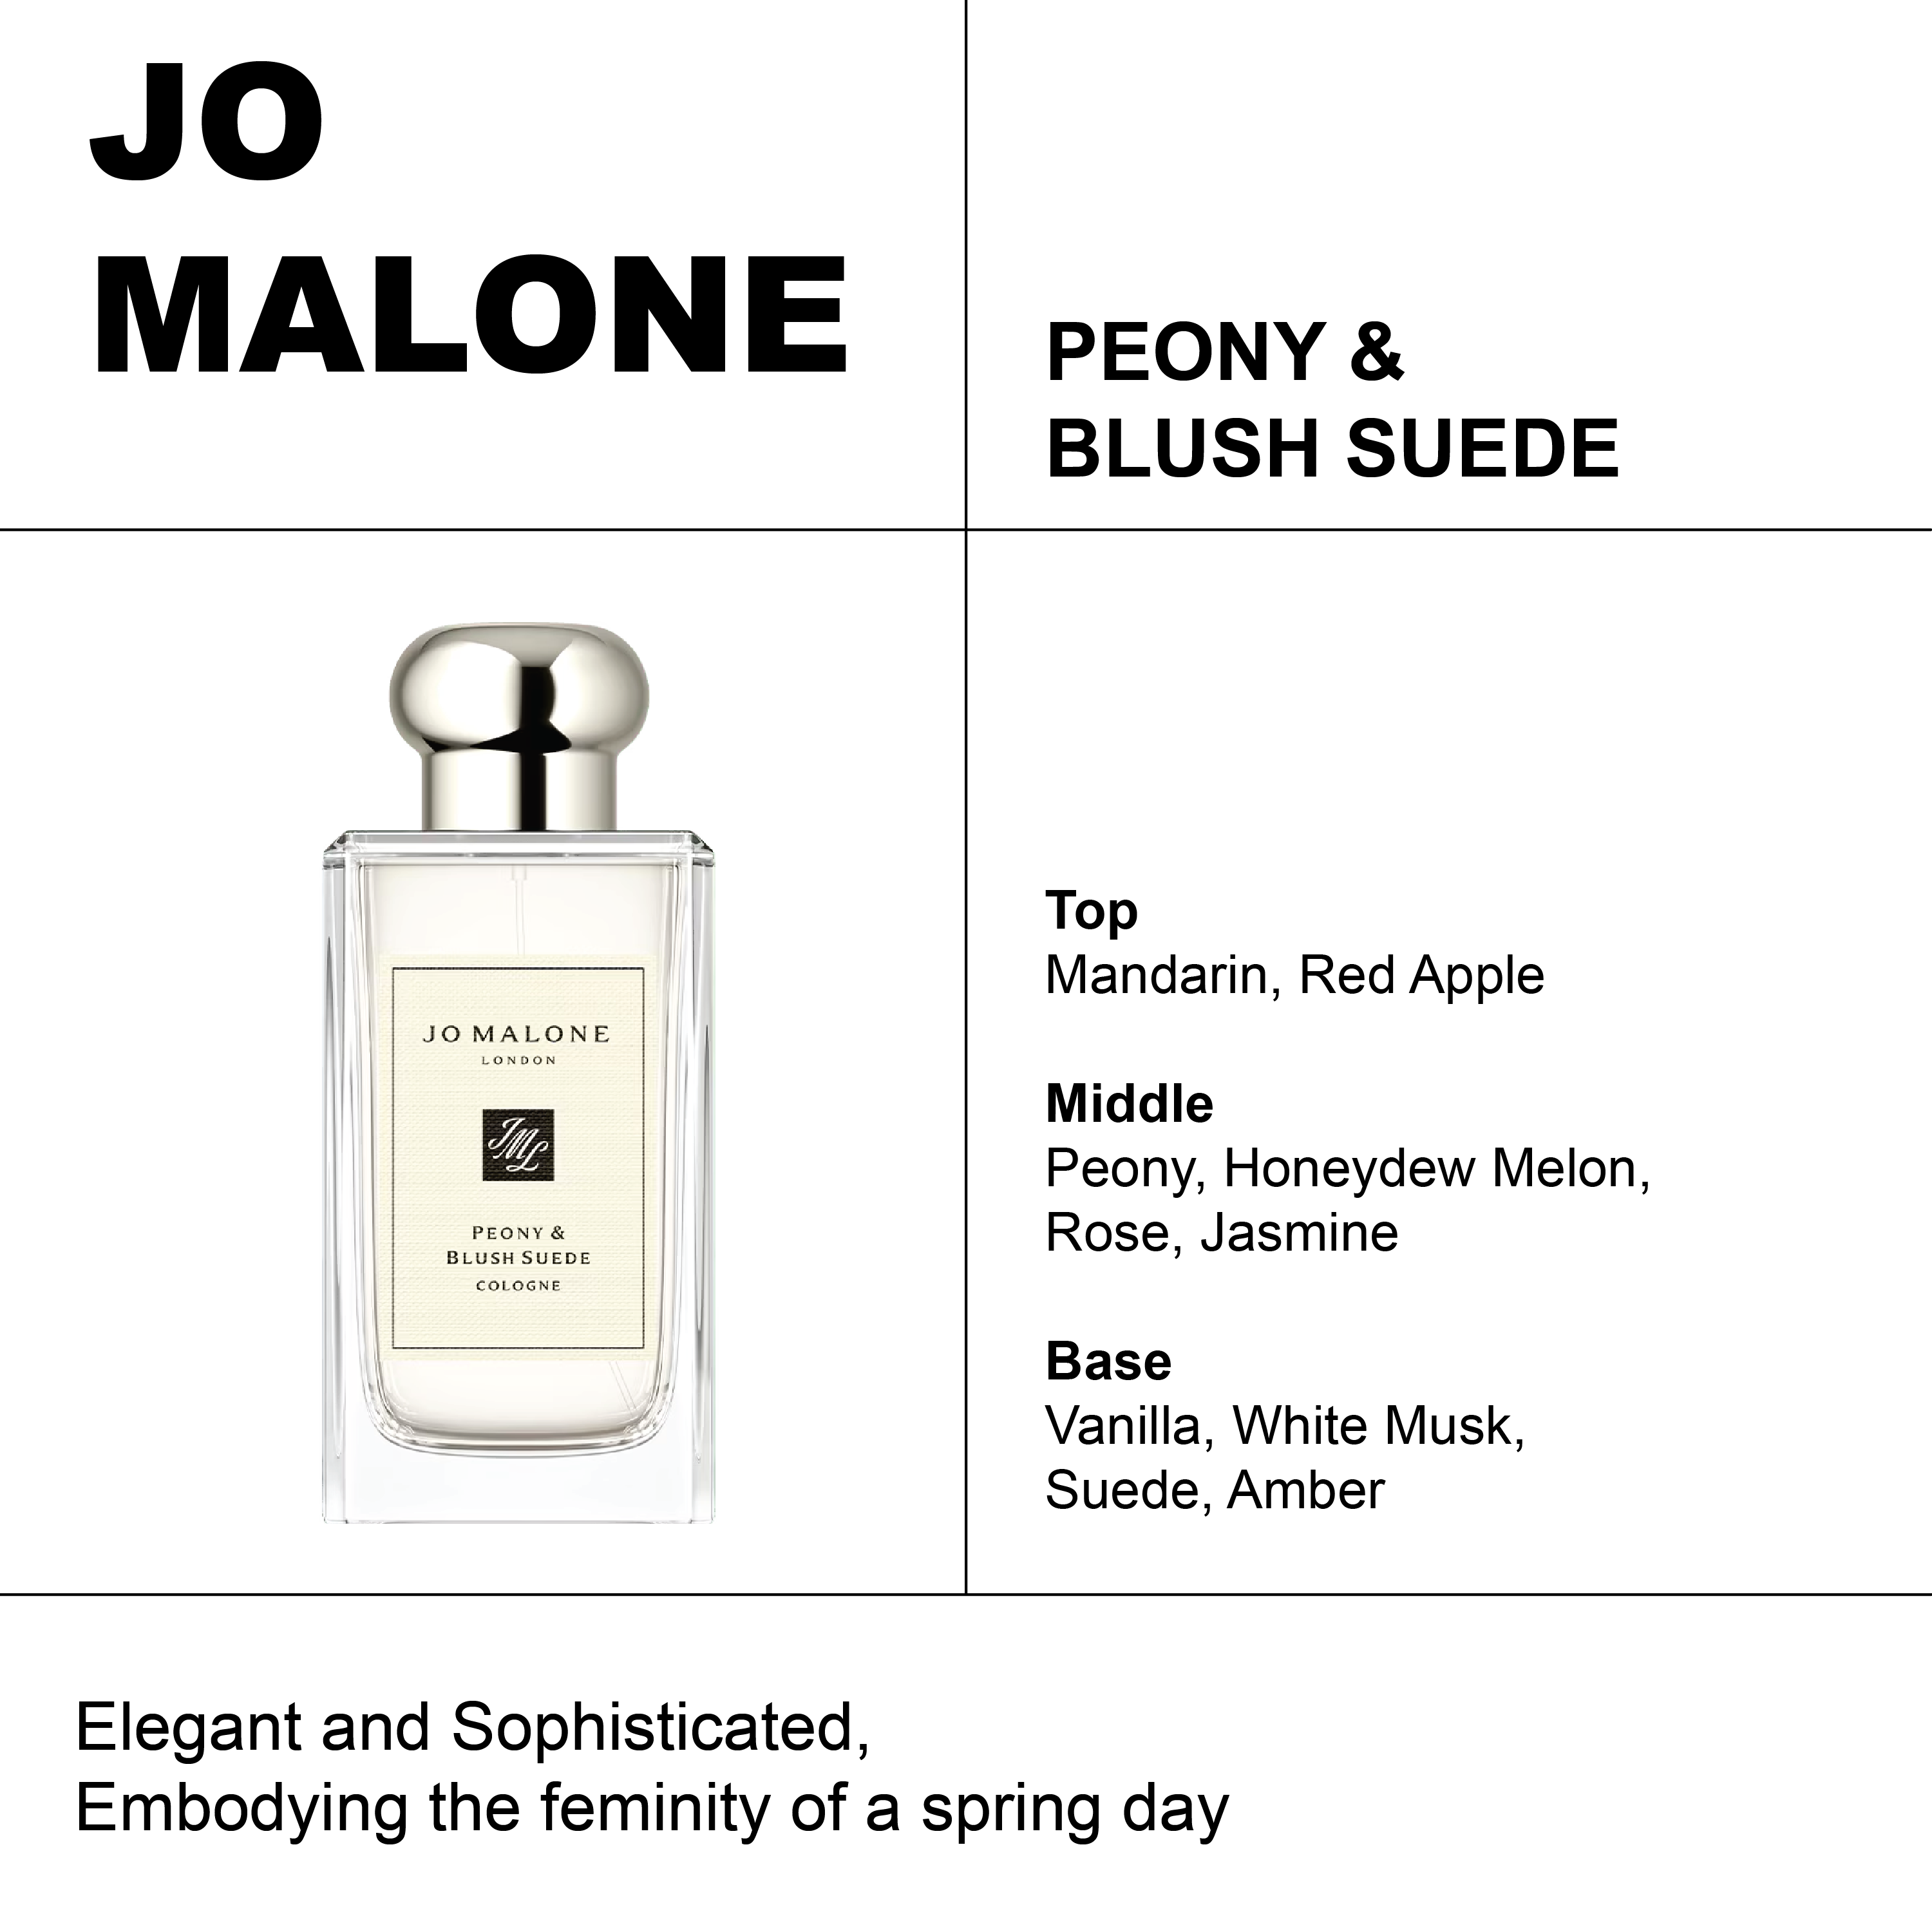 JO
MALONE
PEONY &
BLUSH SUEDE
JO MALONE
LONDON
JML
PEONY &
BLUSH SUEDE
COLOGNE
Top
Mandarin, Red Apple
Middle
Peony, Honeydew Melon,
Rose, Jasmine
Base
Vanilla, White Musk,
Suede, Amber
Elegant and Sophisticated,
Embodying the feminity of a spring day